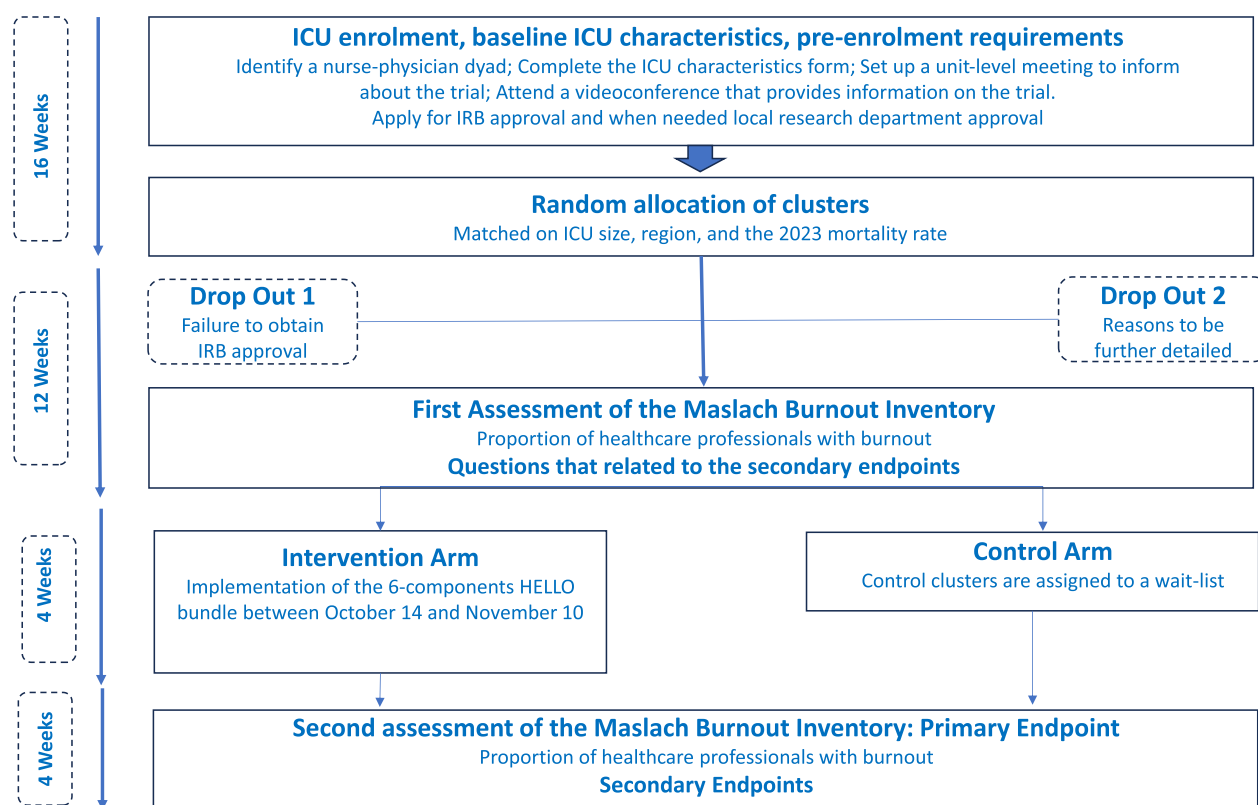 16 Weeks
ICU enrolment, baseline ICU characteristics, pre-enrolment requirements
Identify a nurse-physician dyad; Complete the ICU characteristics form; Set up a unit-level meeting to inform
about the trial; Attend a videoconference that provides information on the trial.
Apply for IRB approval and when needed local research department approval
Random allocation of clusters
Matched on ICU size, region, and the 2023 mortality rate
12 Weeks
Drop Out 1
Failure to obtain
IRB approval
Drop Out 2
Reasons to be
further detailed
First Assessment of the Maslach Burnout Inventory
Proportion of healthcare professionals with burnout
Questions that related to the secondary endpoints
4 Weeks
Intervention Arm
Implementation of the 6-components HELLO
bundle between October 14 and November 10
Control Arm
Control clusters are assigned to a wait-list
4 Weeks
Second assessment of the Maslach Burnout Inventory: Primary Endpoint
Proportion of healthcare professionals with burnout
Secondary Endpoints